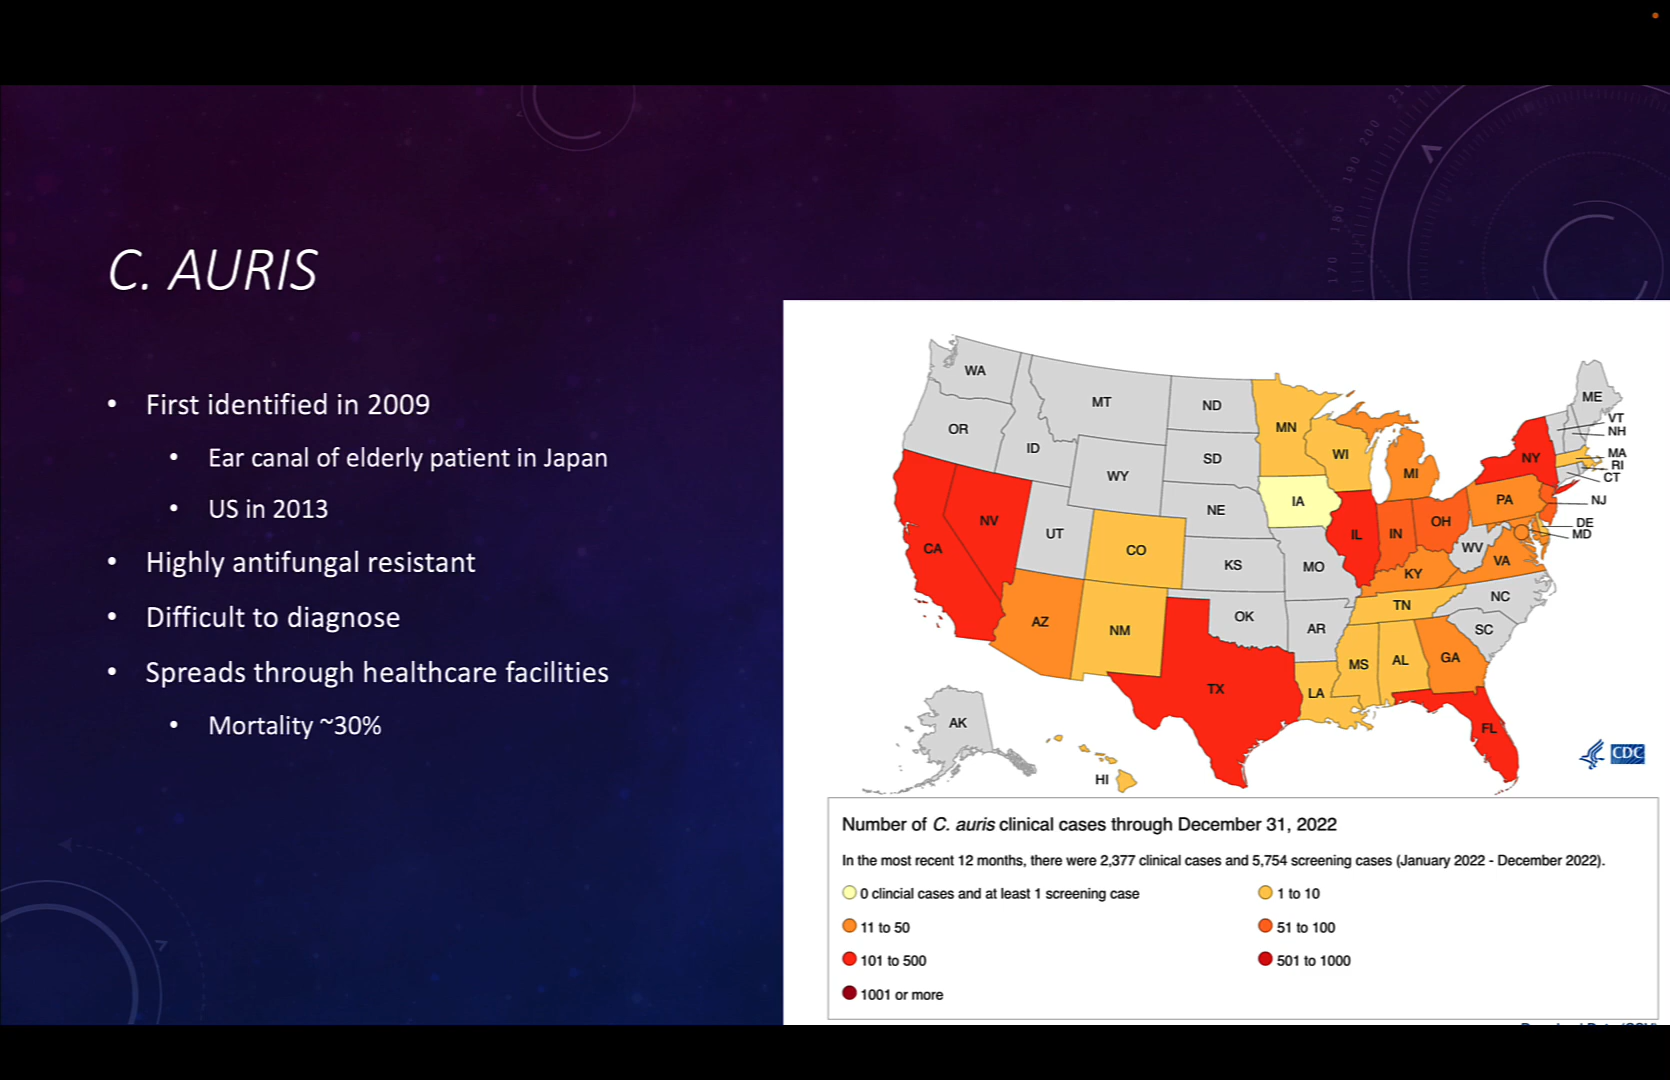 C. AURIS
• First identified in 2009
• Ear canal of elderly patient in Japan
• US in 2013
• Highly antifungal resistant
• Difficult to diagnose
• Spreads through healthcare facilities
• Mortality ~30%
210
200
190
180
170
WA
MT
ND
MN
ME
VT
NH
OR
ID
SD
WI
MI
NY
MA
RI
CT
WY
IA
PA
NJ
NV
UT
NE
IL
IN
OH
DE
MD
CA
CO
KS
MO
WV
VA
KY
AZ
NM
OK
AR
TN
NC
SC
MS
AL
GA
TX
LA
FL
AK
HI
CDC
Number of C. auris clinical cases through December 31, 2022
In the most recent 12 months, there were 2,377 clinical cases and 5,754 screening cases (January 2022 - December 2022).
0 clincial cases and at least 1 screening case
1 to 10
11 to 50
51 to 100
101 to 500
501 to 1000
1001 or more